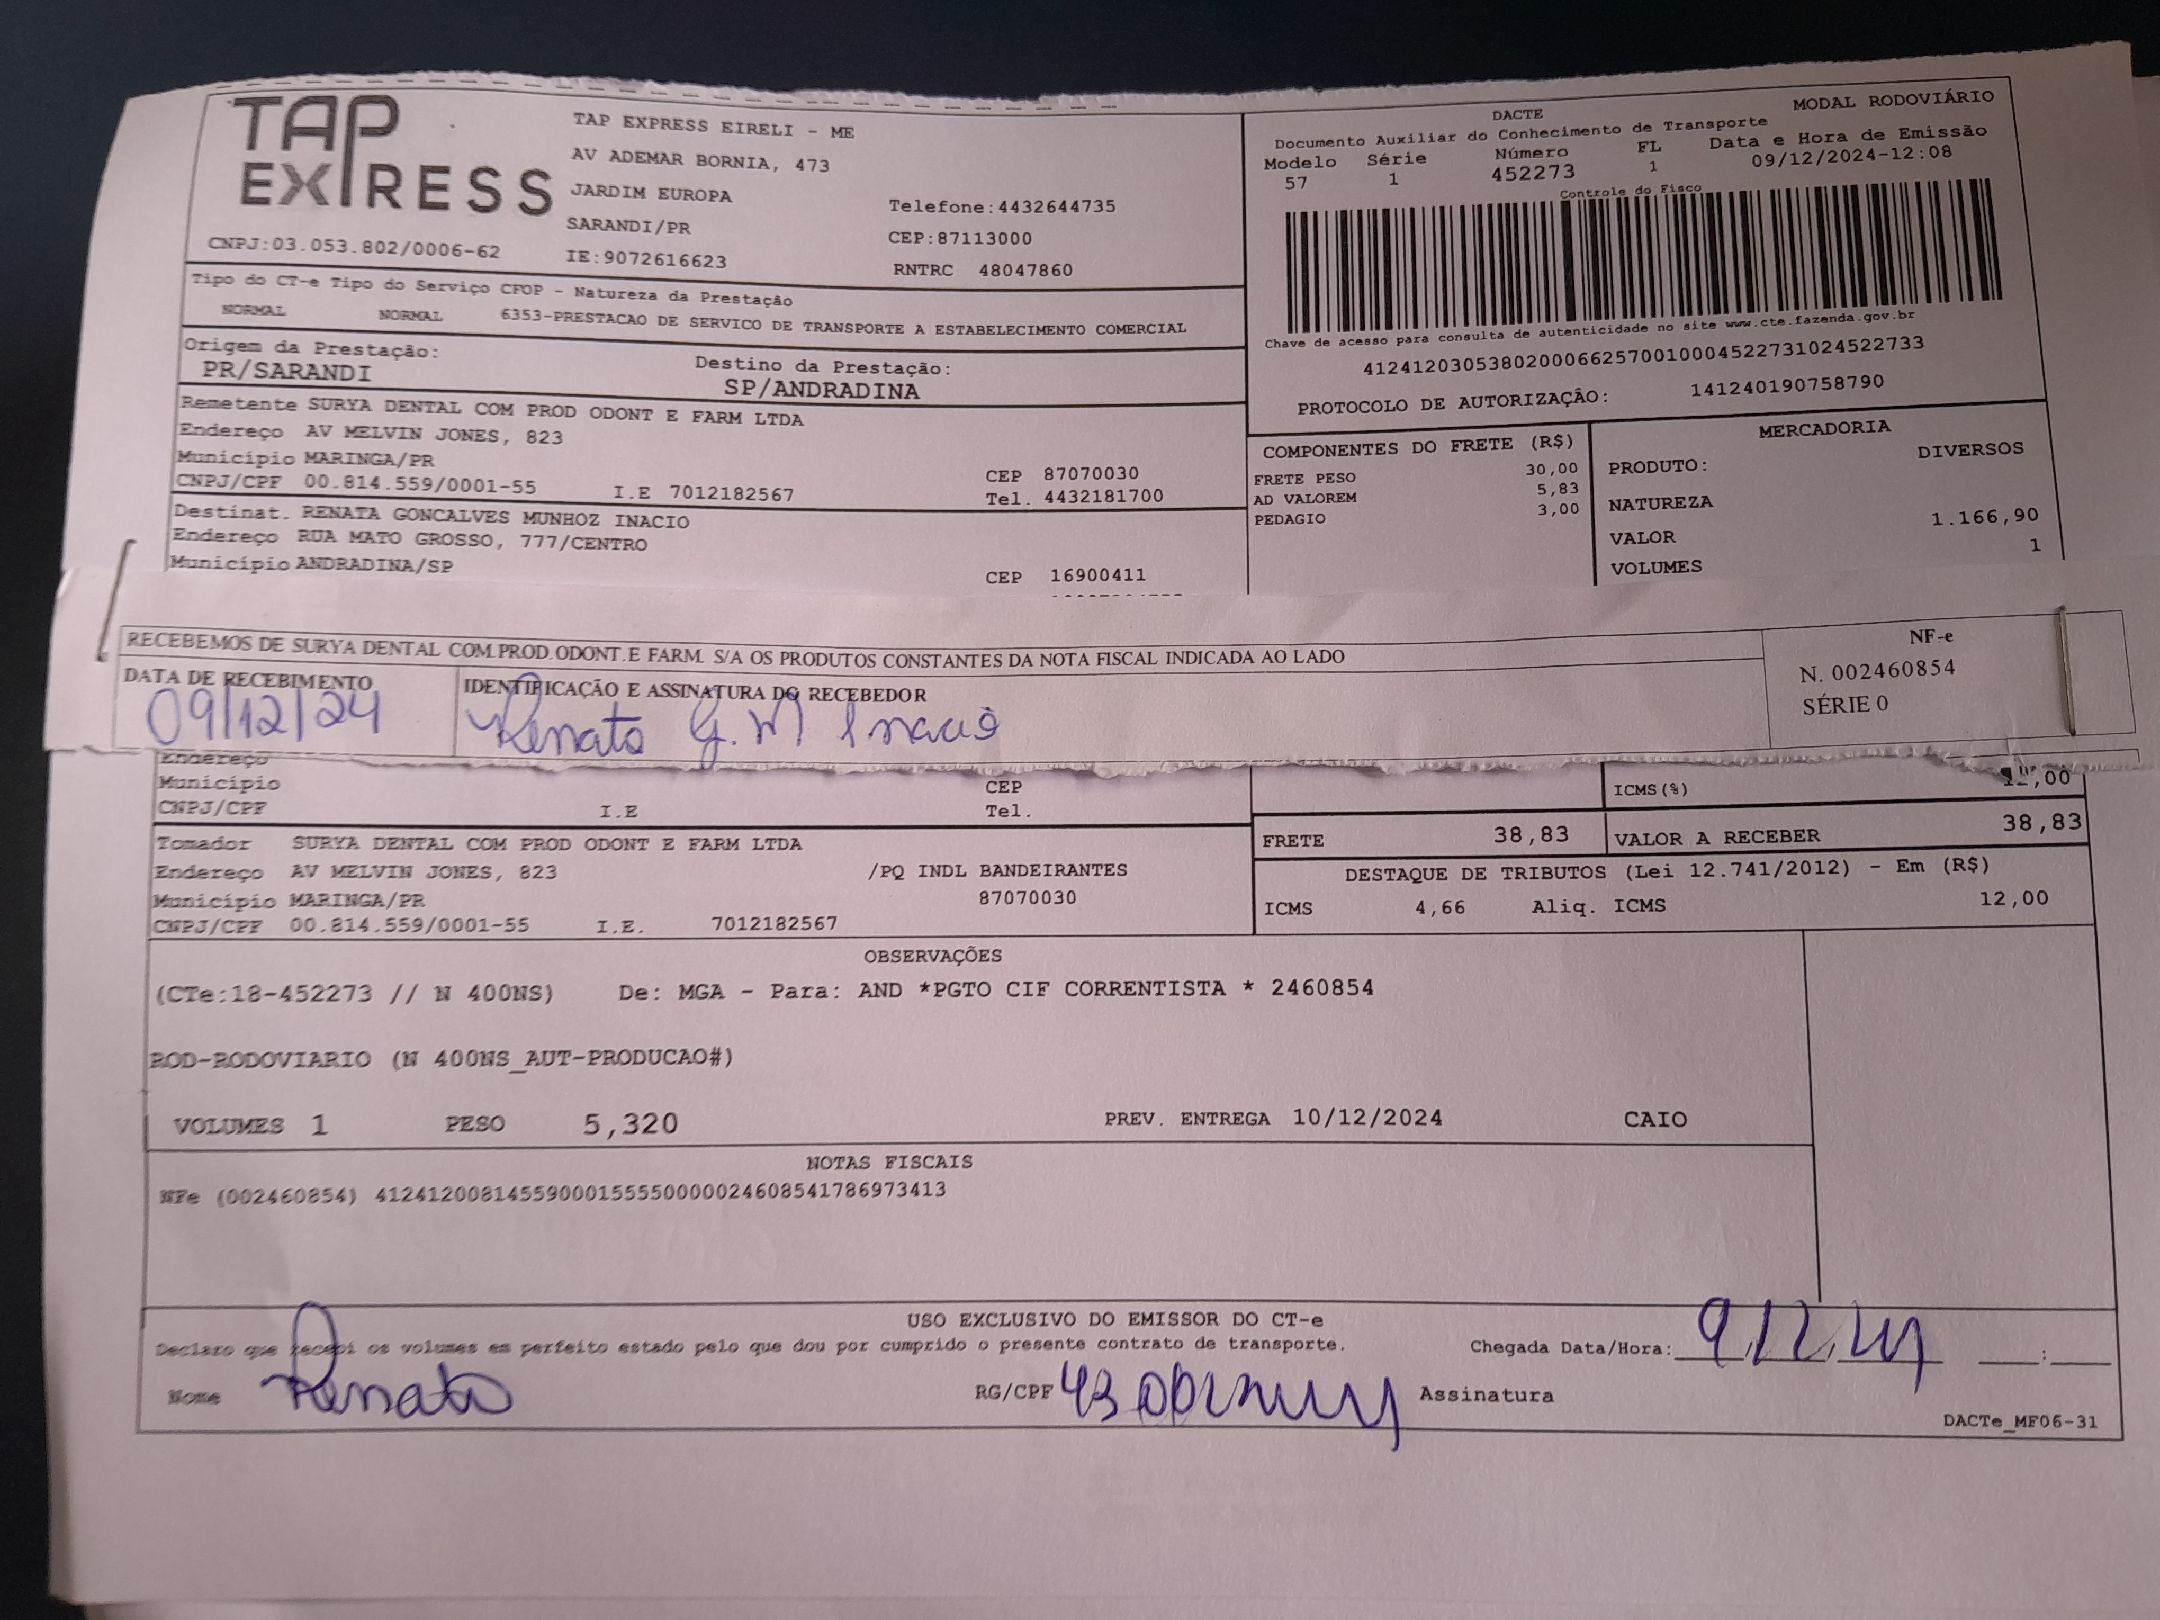 TAP EXPRESS
TAP EXPRESS EIRELI - ME
AV ADEMAR BORNIA, 473
JARDIM EUROPA
SARANDI/PR
Telefone:4432644735
CEP:87113000
CNPJ:03.053.802/0006-62
IE:9072616623
RNTRC 48047860
DACTE
MODAL RODOVIÁRIO
Documento Auxiliar do Conhecimento de Transporte
Modelo Série Número FL Data e Hora de Emissão
57 1 452273 1 09/12/2024-12:08
Controle do Fisco
Chave de acesso para consulta de autenticidade no site www.cte.fazenda.gov.br
41241203053802000662570010004522731024522733
PROTOCOLO DE AUTORIZAÇÃO: 141240190758790
Tipo do CT-e Tipo do Serviço CFOP - Natureza da Prestação
NORMAL NORMAL 6353-PRESTACAO DE SERVICO DE TRANSPORTE A ESTABELECIMENTO COMERCIAL
Origem da Prestação: Destino da Prestação:
PR/SARANDI SP/ANDRADINA
Remetente SURYA DENTAL COM PROD ODONT E FARM LTDA
Endereço AV MELVIN JONES, 823
Município MARINGA/PR CEP 87070030
CNPJ/CPF 00.814.559/0001-55 I.E 7012182567 Tel. 4432181700
Destinat. RENATA GONCALVES MUNHOZ INACIO
Endereço RUA MATO GROSSO, 777/CENTRO
Município ANDRADINA/SP CEP 16900411
COMPONENTES DO FRETE (R$)
FRETE PESO 30,00
AD VALOREM 5,83
PEDAGIO 3,00
MERCADORIA
PRODUTO: DIVERSOS
NATUREZA
VALOR 1.166,90
VOLUMES 1
RECEBEMOS DE SURYA DENTAL COM.PROD.ODONT.E FARM. S/A OS PRODUTOS CONSTANTES DA NOTA FISCAL INDICADA AO LADO
DATA DE RECEBIMENTO
09/12/24
IDENTIFICAÇÃO E ASSINATURA DO RECEBEDOR
Renata G. M Inacio
NF-e
N. 002460854
SÉRIE 0
Endereço
Município CEP
CNPJ/CPF I.E Tel.
ICMS(%) 12,00
Tomador SURYA DENTAL COM PROD ODONT E FARM LTDA
Endereço AV MELVIN JONES, 823 /PQ INDL BANDEIRANTES
Município MARINGA/PR 87070030
CNPJ/CPF 00.814.559/0001-55 I.E. 7012182567
FRETE 38,83 VALOR A RECEBER 38,83
DESTAQUE DE TRIBUTOS (Lei 12.741/2012) - Em (R$)
ICMS 4,66 Aliq. ICMS 12,00
OBSERVAÇÕES
(CTe:18-452273 // N 400NS) De: MGA - Para: AND *PGTO CIF CORRENTISTA * 2460854
ROD-RODOVIARIO (N 400NS_AUT-PRODUCAO#)
VOLUMES 1 PESO 5,320 PREV. ENTREGA 10/12/2024 CAIO
NOTAS FISCAIS
NFe (002460854) 41241200814559000155550000024608541786973413
USO EXCLUSIVO DO EMISSOR DO CT-e
Declaro que recebi os volumes em perfeito estado pelo que dou por cumprido o presente contrato de transporte.
Chegada Data/Hora: 9/12/24 :
Nome Renata RG/CPF Assinatura
DACTe_MF06-31